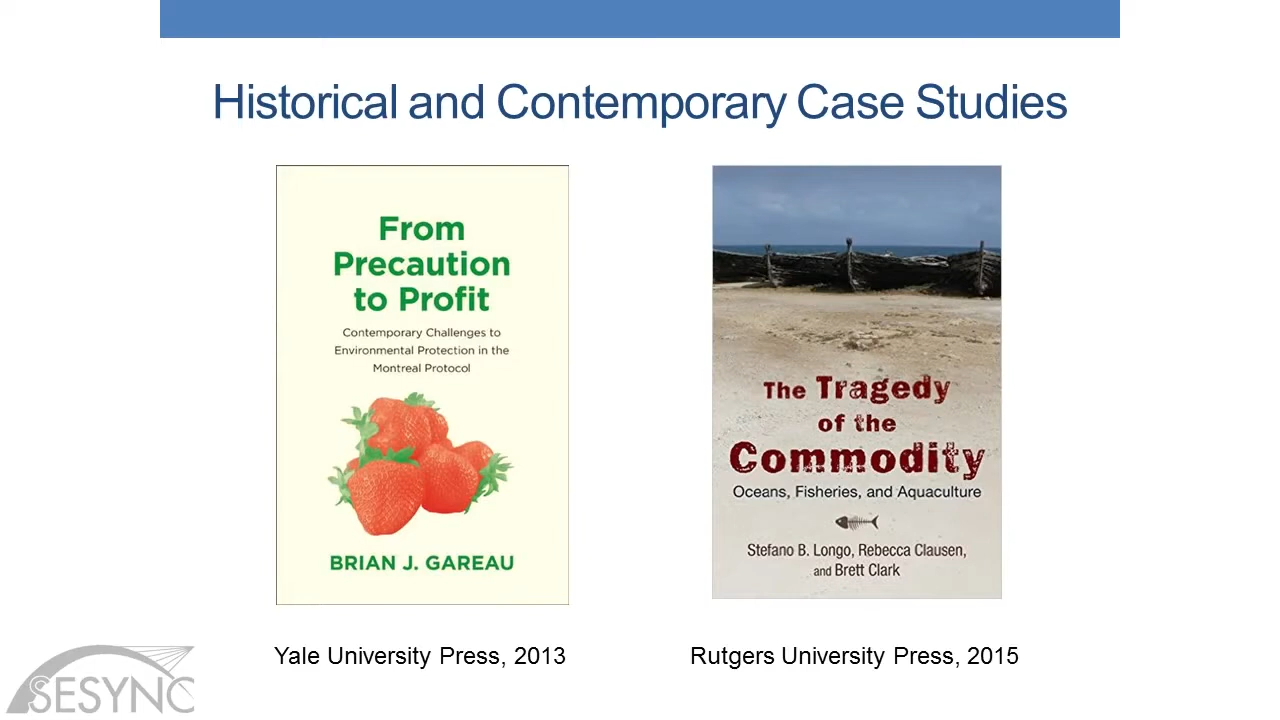 Historical and Contemporary Case Studies
From
Precaution
to Profit
Contemporary Challenges to
Environmental Protection in the
Montreal Protocol
BRIAN J. GAREAU
The Tragedy
of the
Commodity
Oceans, Fisheries, and Aquaculture
Stefano B. Longo, Rebecca Clausen,
and Brett Clark
Yale University Press, 2013
Rutgers University Press, 2015
SESYNC